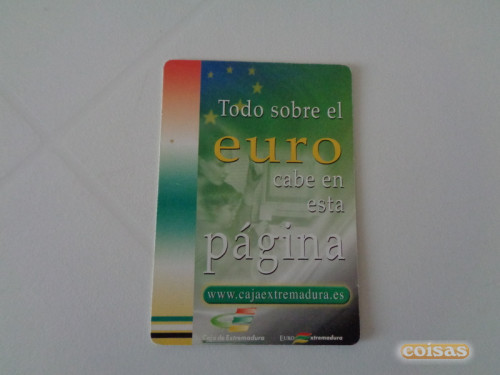 Todo sobre el
euro
cabe en
esta
página
www.cajaextremadura.es
Caja de Extremadura
EURO extremadura
coisas